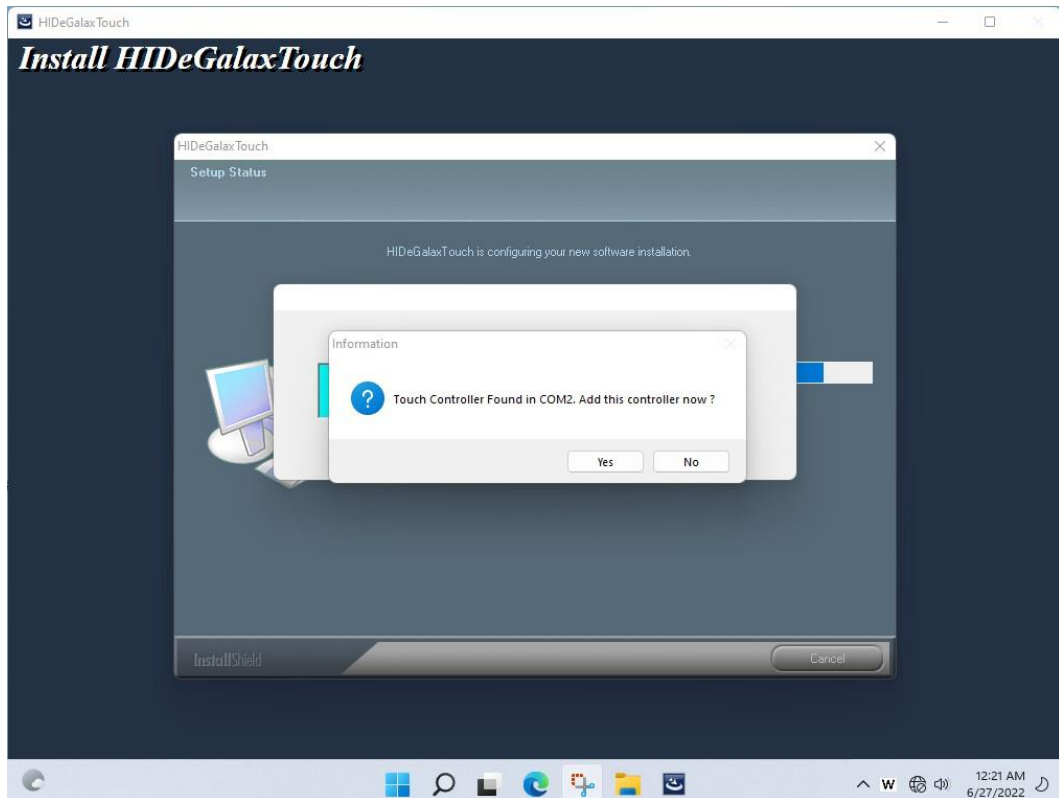 HIDeGalaxTouch
Install HIDeGalaxTouch
HIDeGalaxTouch
Setup Status
HIDeGalaxTouch is configuring your new software installation.
Information
Touch Controller Found in COM2. Add this controller now ?
Yes
No
InstallShield
Cancel
W
12:21 AM
6/27/2022